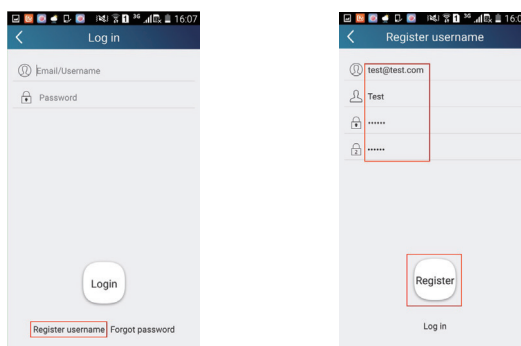 16:07
Log in
Email/Username
Password
Login
Register username Forgot password
Register username
test@test.com
Test
••••••
••••••
Register
Log in